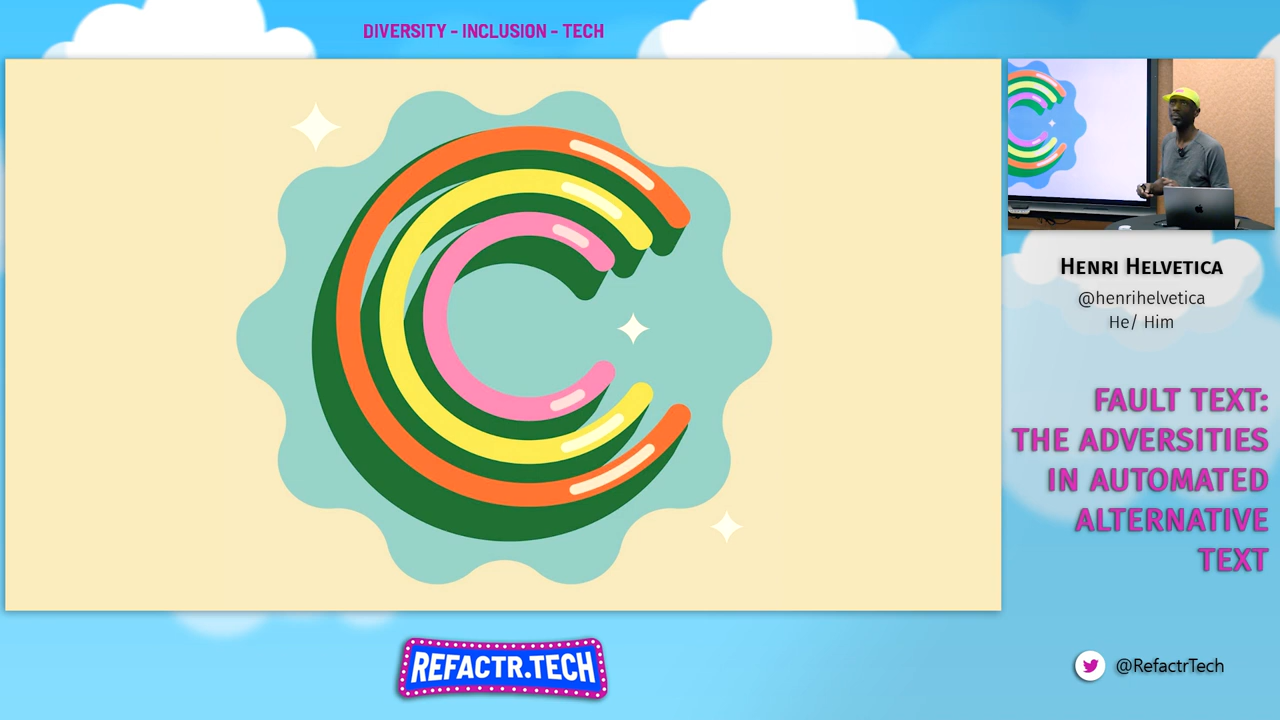 DIVERSITY - INCLUSION - TECH
C
HENRI HELVETICA
@henrihelvetica
He/ Him
FAULT TEXT:
THE ADVERSITIES
IN AUTOMATED
ALTERNATIVE
TEXT
REFACTR.TECH
@RefactrTech